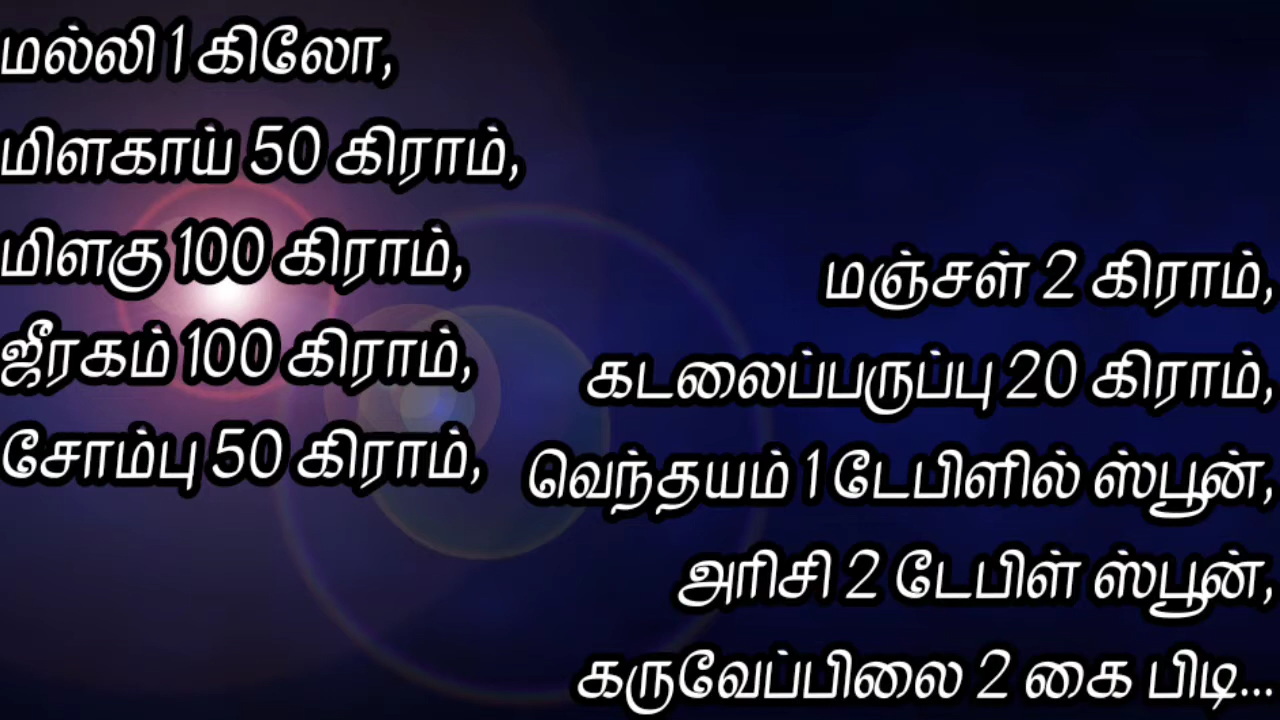 மல்லி 1 கிலோ,
மிளகாய் 50 கிராம்,
மிளகு 100 கிராம்,
ஜீரகம் 100 கிராம்,
சோம்பு 50 கிராம்,
மஞ்சள் 2 கிராம்,
கடலைப்பருப்பு 20 கிராம்,
வெந்தயம் 1 டேபிளில் ஸ்பூன்,
அரிசி 2 டேபிள் ஸ்பூன்,
கருவேப்பிலை 2 கை பிடி...